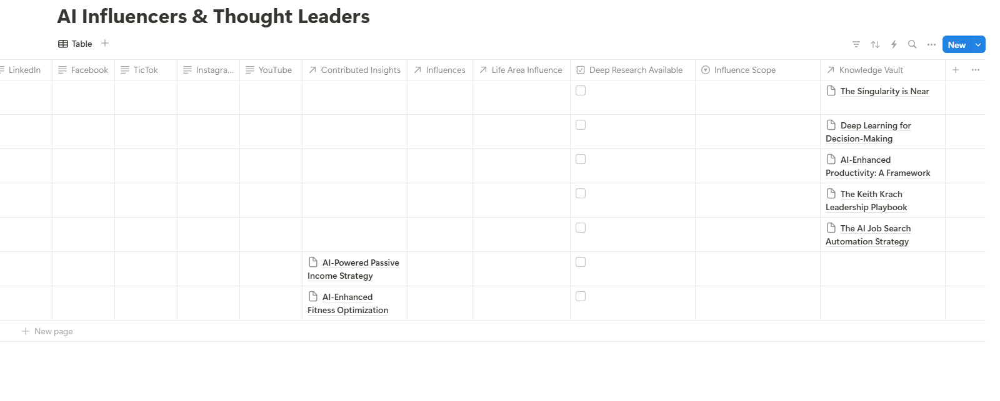 AI Influencers & Thought Leaders
Table
New
LinkedIn Facebook TicTok Instagra... YouTube Contributed Insights Influences Life Area Influence Deep Research Available Influence Scope Knowledge Vault
The Singularity is Near
Deep Learning for
Decision-Making
AI-Enhanced
Productivity: A Framework
The Keith Krach
Leadership Playbook
The AI Job Search
Automation Strategy
AI-Powered Passive
Income Strategy
AI-Enhanced
Fitness Optimization
New page